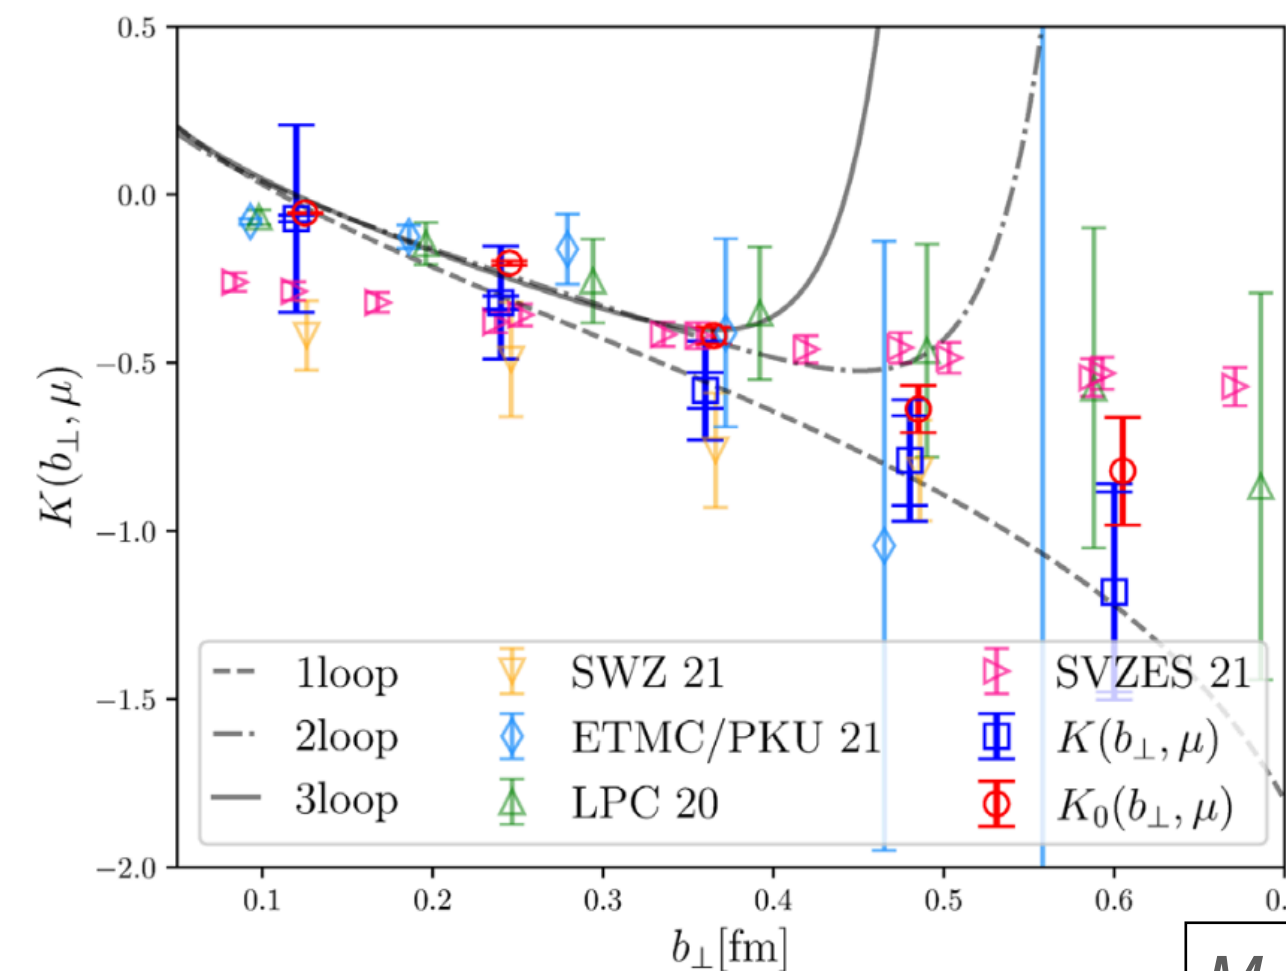 0.5
0.0
−0.5
−1.0
−1.5
−2.0
K(b⊥, μ)
1loop
2loop
3loop
SWZ 21
ETMC/PKU 21
LPC 20
SVZES 21
K(b⊥, μ)
K₀(b⊥, μ)
0.1 0.2 0.3 0.4 0.5 0.6 0.
b⊥[fm]